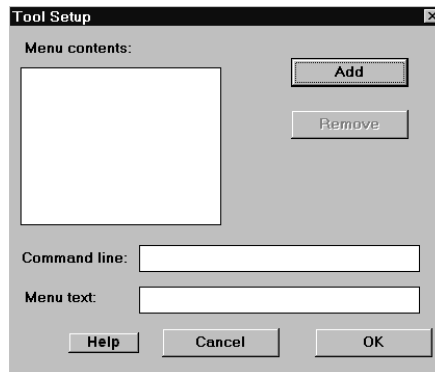 Tool Setup
Menu contents:
Add
Remove
Command line:
Menu text:
Help
Cancel
OK